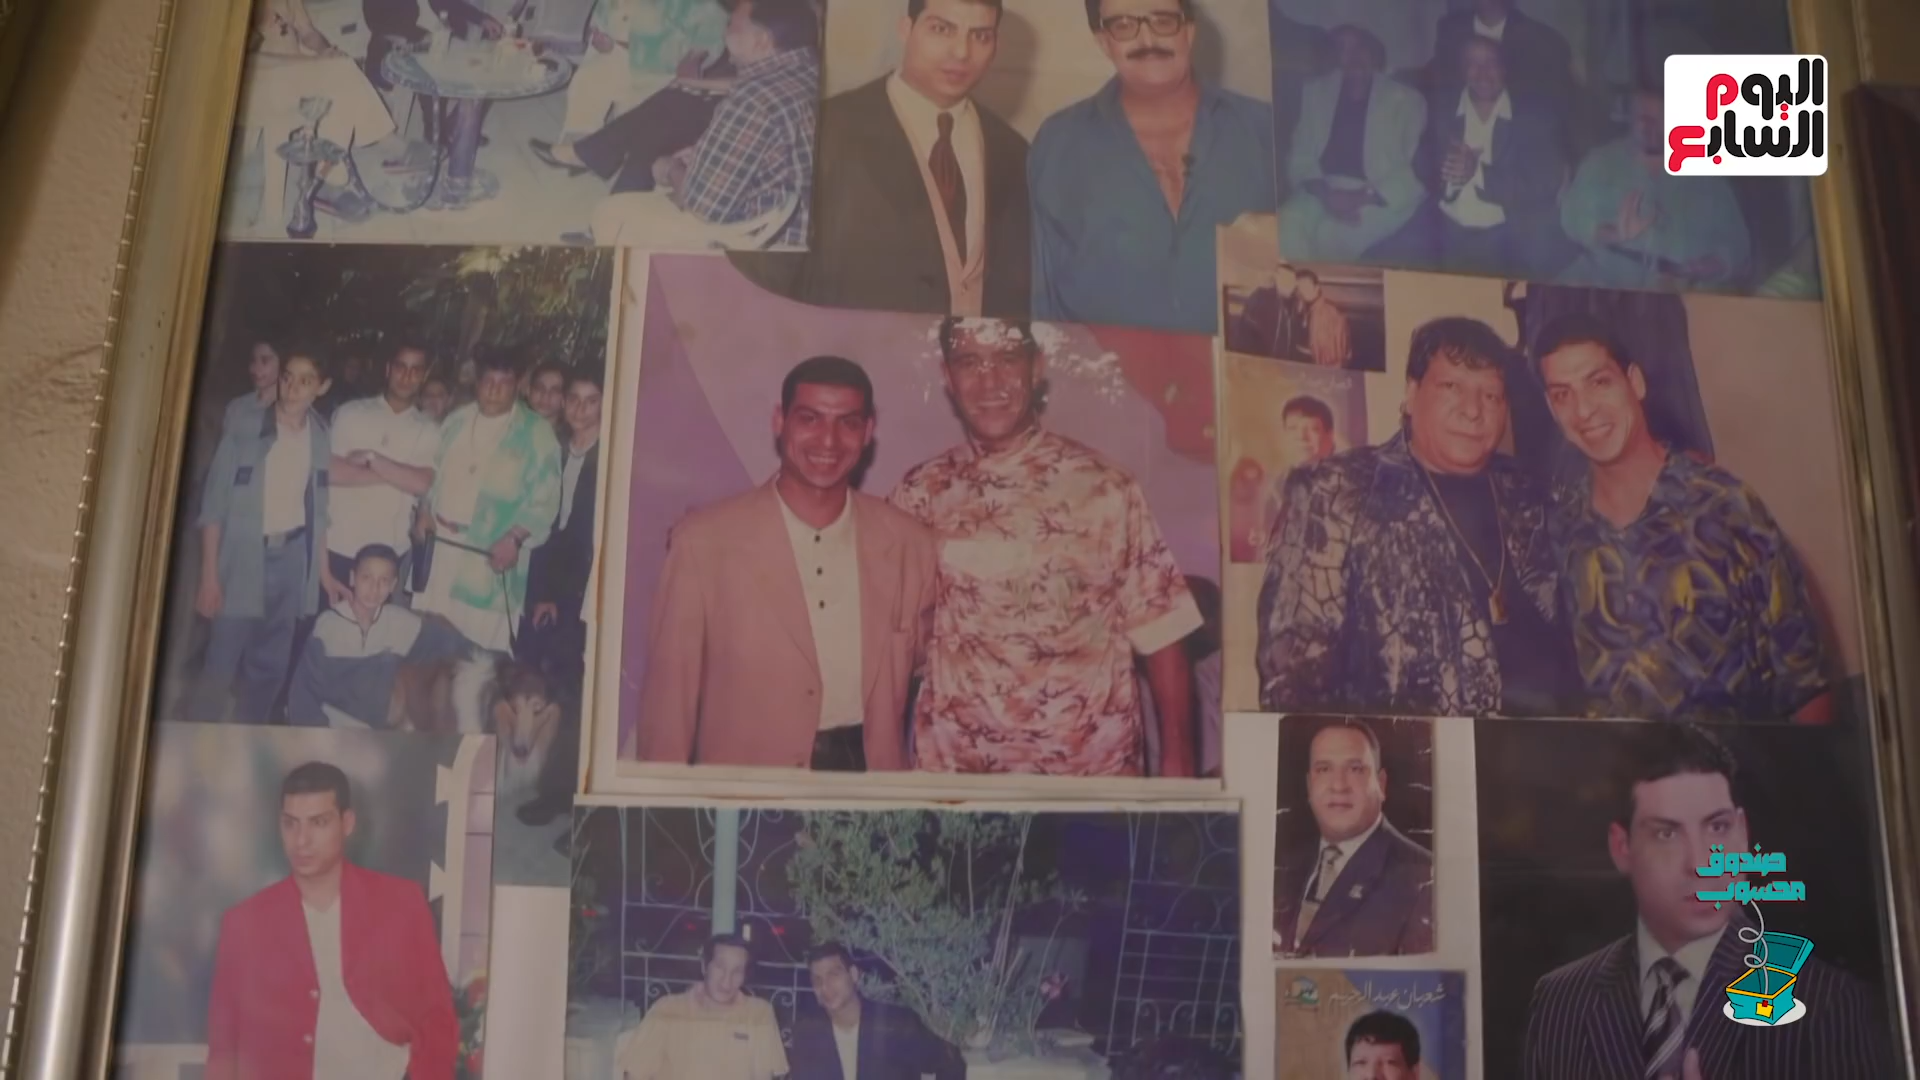 اليوم
السابع
صندوق
محسوب
شعبان عبد الرحيم